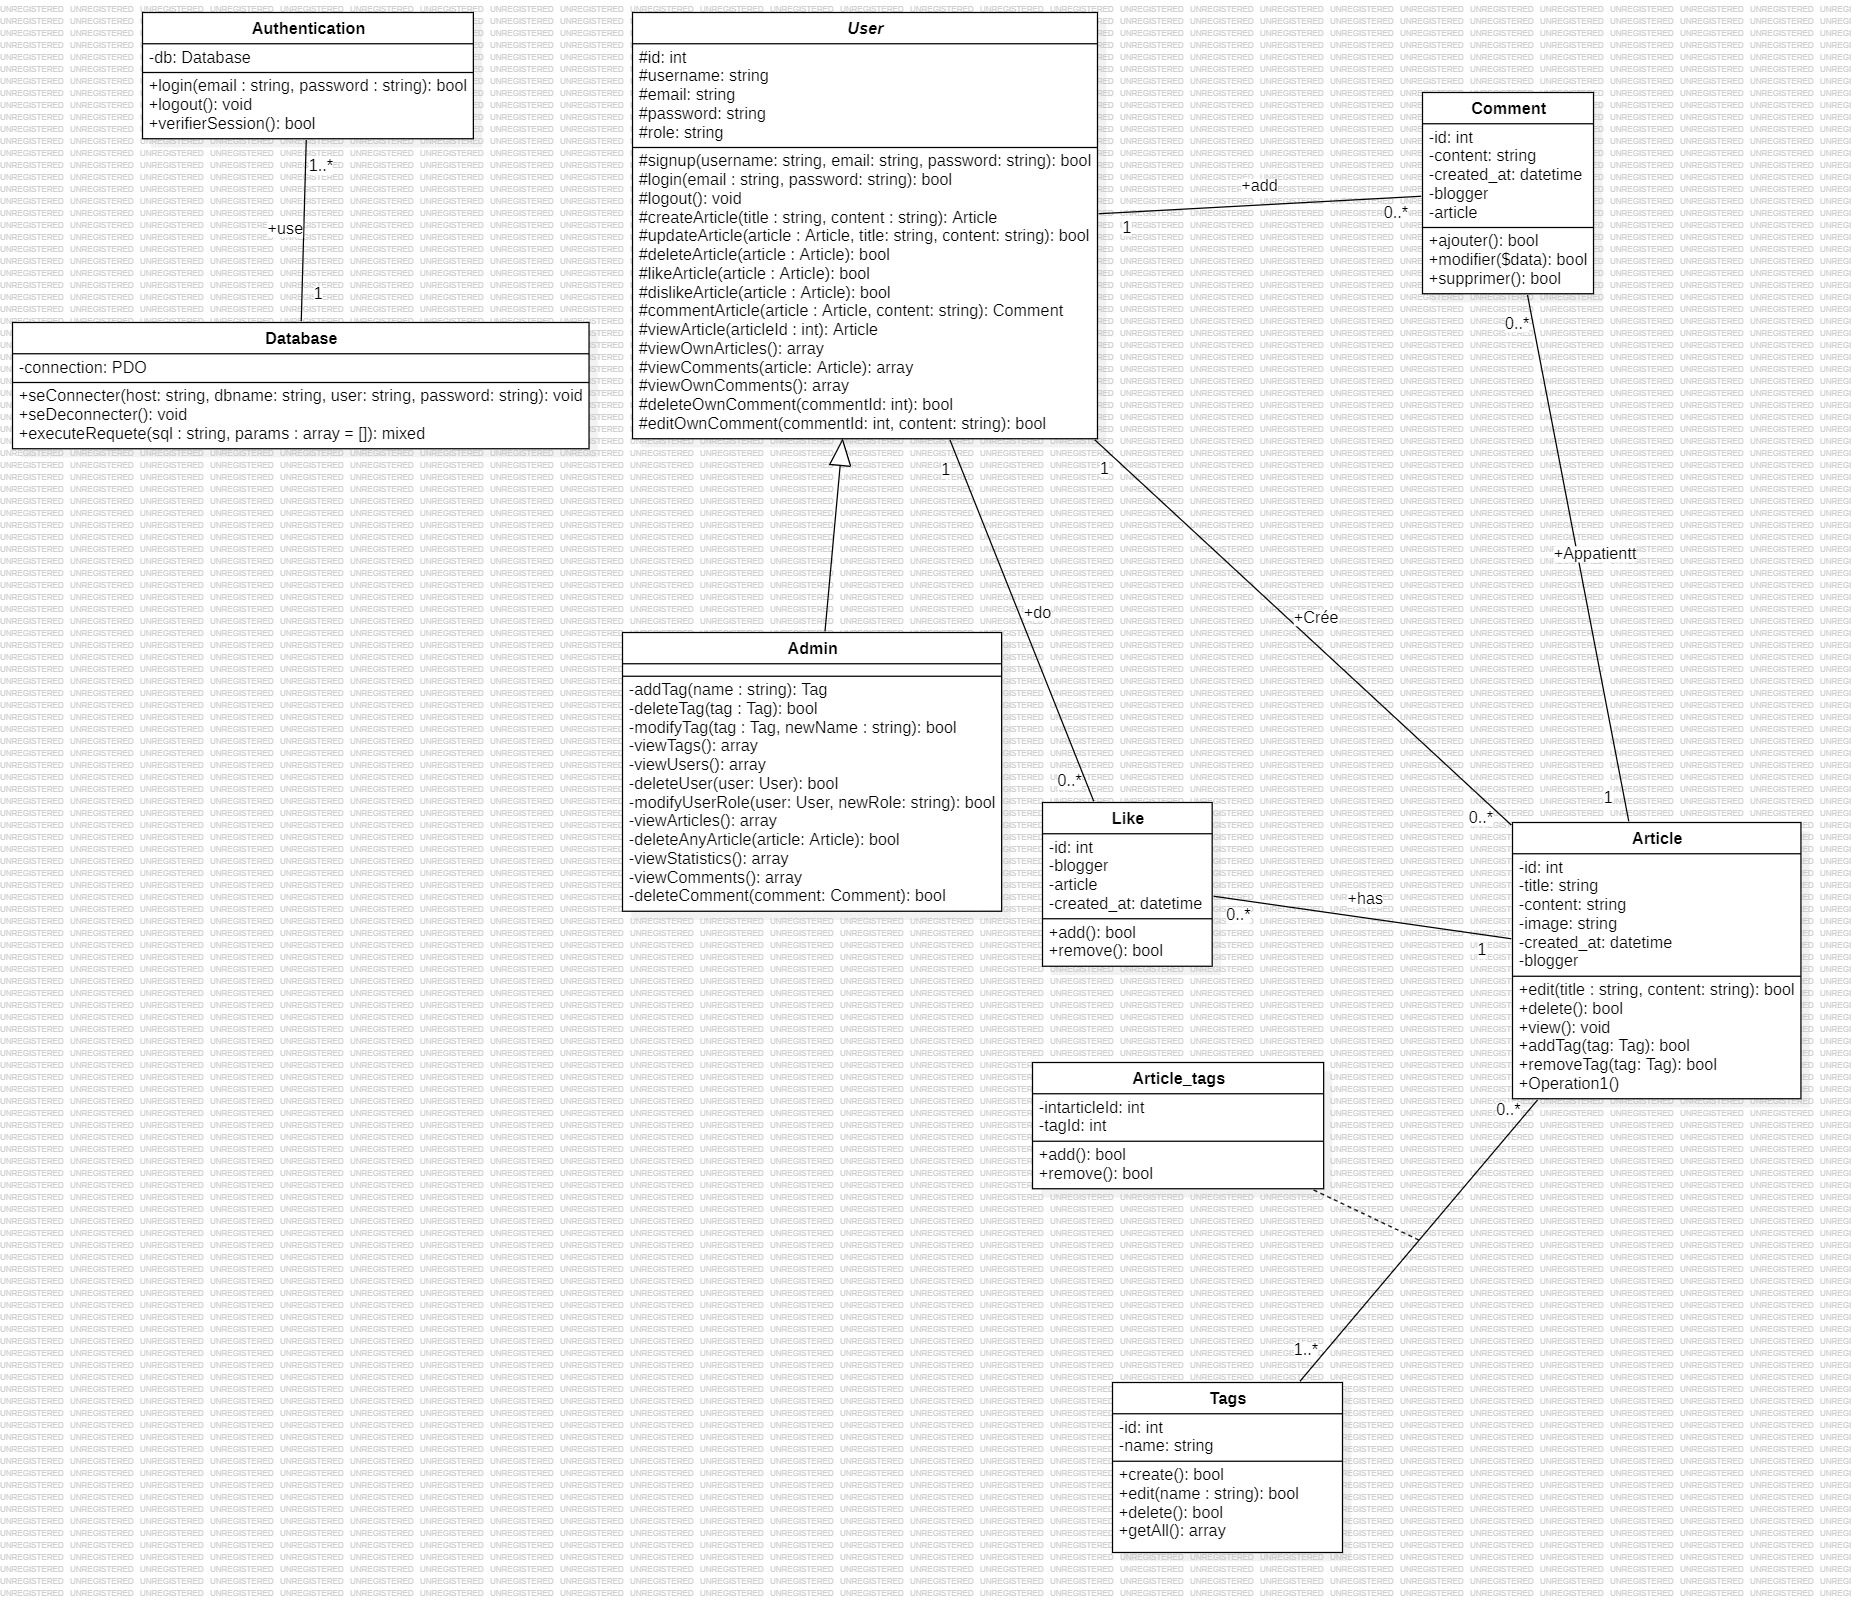 Authentication
-db: Database
+login(email : string, password : string): bool
+logout(): void
+verifierSession(): bool
1..*
+use
1
Database
-connection: PDO
+seConnecter(host: string, dbname: string, user: string, password: string): void
+seDeconnecter(): void
+executeRequete(sql : string, params : array = []): mixed
User
#id: int
#username: string
#email: string
#password: string
#role: string
#signup(username: string, email: string, password: string): bool
#login(email : string, password: string): bool
#logout(): void
#createArticle(title : string, content : string): Article
#updateArticle(article : Article, title: string, content: string): bool
#deleteArticle(article : Article): bool
#likeArticle(article : Article): bool
#dislikeArticle(article : Article): bool
#commentArticle(article : Article, content: string): Comment
#viewArticle(articleId : int): Article
#viewOwnArticles(): array
#viewComments(article: Article): array
#viewOwnComments(): array
#deleteOwnComment(commentId: int): bool
#editOwnComment(commentId: int, content: string): bool
+add
1
0..*
Comment
-id: int
-content: string
-created_at: datetime
-blogger
-article
+ajouter(): bool
+modifier($data): bool
+supprimer(): bool
0..*
+Appatientt
1
1
+do
0..*
1
+Crée
0..*
Admin
-addTag(name : string): Tag
-deleteTag(tag : Tag): bool
-modifyTag(tag : Tag, newName : string): bool
-viewTags(): array
-viewUsers(): array
-deleteUser(user: User): bool
-modifyUserRole(user: User, newRole: string): bool
-viewArticles(): array
-deleteAnyArticle(article: Article): bool
-viewStatistics(): array
-viewComments(): array
-deleteComment(comment: Comment): bool
Like
-id: int
-blogger
-article
-created_at: datetime
+add(): bool
+remove(): bool
0..*
+has
1
Article
-id: int
-title: string
-content: string
-image: string
-created_at: datetime
-blogger
+edit(title : string, content: string): bool
+delete(): bool
+view(): void
+addTag(tag: Tag): bool
+removeTag(tag: Tag): bool
+Operation1()
0..*
Article_tags
-intarticleId: int
-tagId: int
+add(): bool
+remove(): bool
1..*
Tags
-id: int
-name: string
+create(): bool
+edit(name : string): bool
+delete(): bool
+getAll(): array
UNREGISTERED